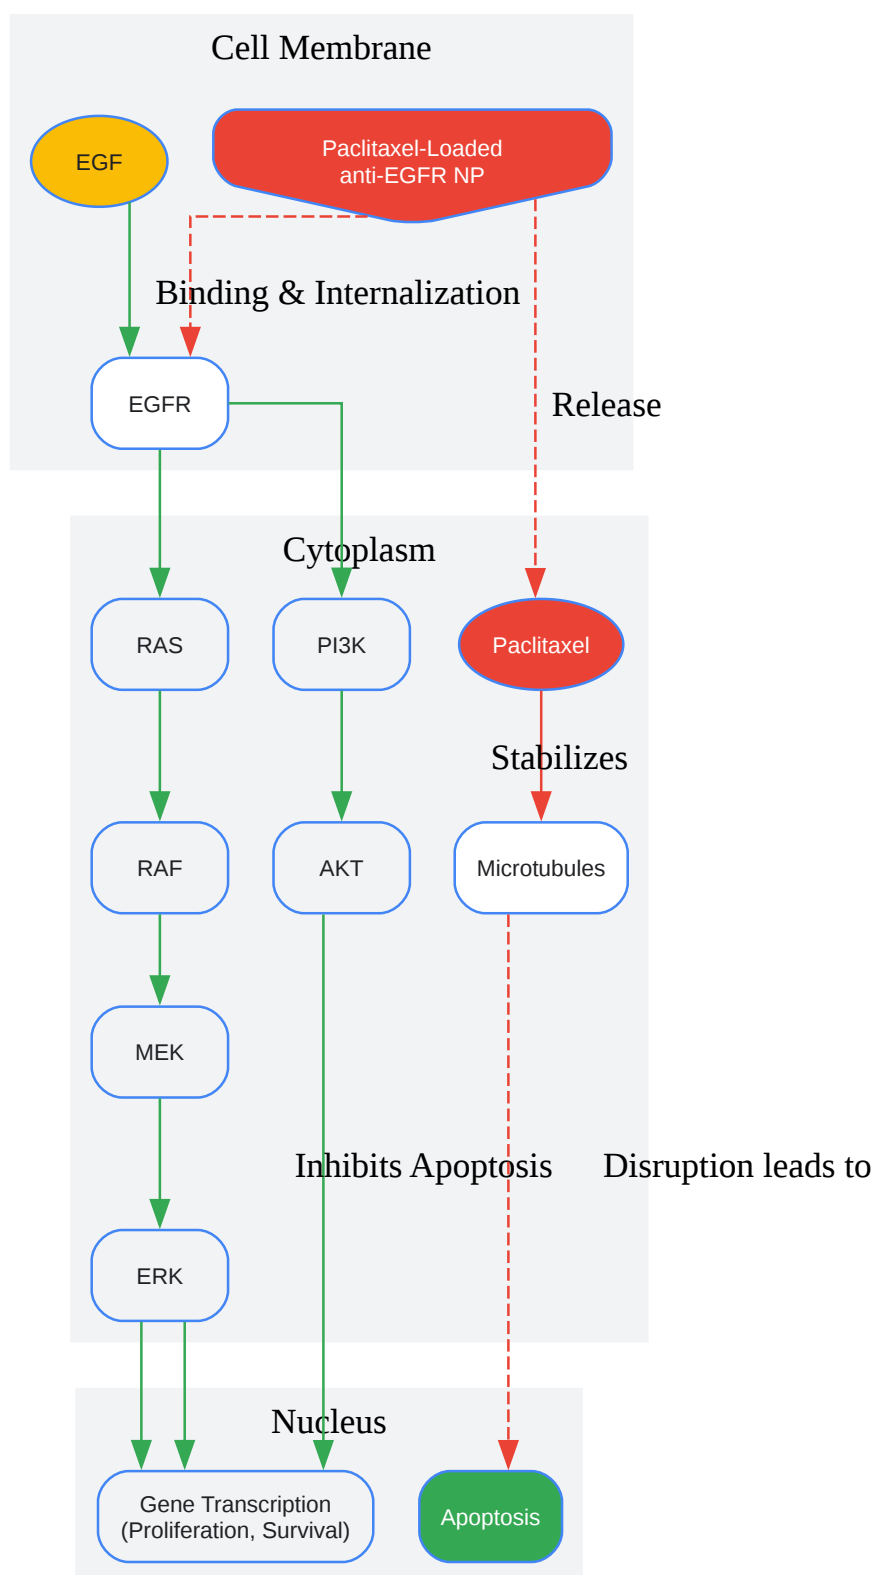 Cell Membrane
EGF
Paclitaxel-Loaded
anti-EGFR NP
Binding & Internalization
EGFR
Release
Cytoplasm
RAS
PI3K
Paclitaxel
Stabilizes
RAF
AKT
Microtubules
MEK
Inhibits Apoptosis
Disruption leads to
ERK
Nucleus
Gene Transcription
(Proliferation, Survival)
Apoptosis